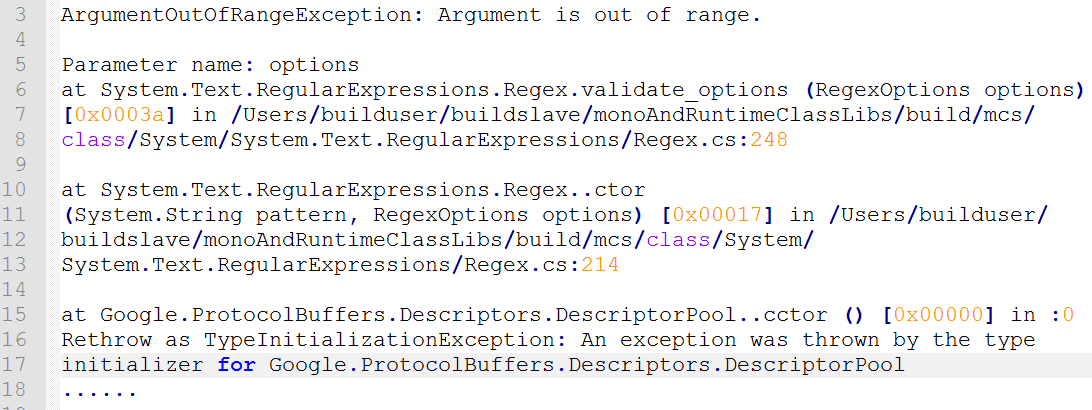 3 ArgumentOutOfRangeException: Argument is out of range.
4
5 Parameter name: options
6 at System.Text.RegularExpressions.Regex.validate_options (RegexOptions options)
7 [0x0003a] in /Users/builduser/buildslave/monoAndRuntimeClassLibs/build/mcs/
8 class/System/System.Text.RegularExpressions/Regex.cs:248
9
10 at System.Text.RegularExpressions.Regex..ctor
11 (System.String pattern, RegexOptions options) [0x00017] in /Users/builduser/
12 buildslave/monoAndRuntimeClassLibs/build/mcs/class/System/
13 System.Text.RegularExpressions/Regex.cs:214
14
15 at Google.ProtocolBuffers.Descriptors.DescriptorPool..cctor () [0x00000] in :0
16 Rethrow as TypeInitializationException: An exception was thrown by the type
17 initializer for Google.ProtocolBuffers.Descriptors.DescriptorPool
18 ......